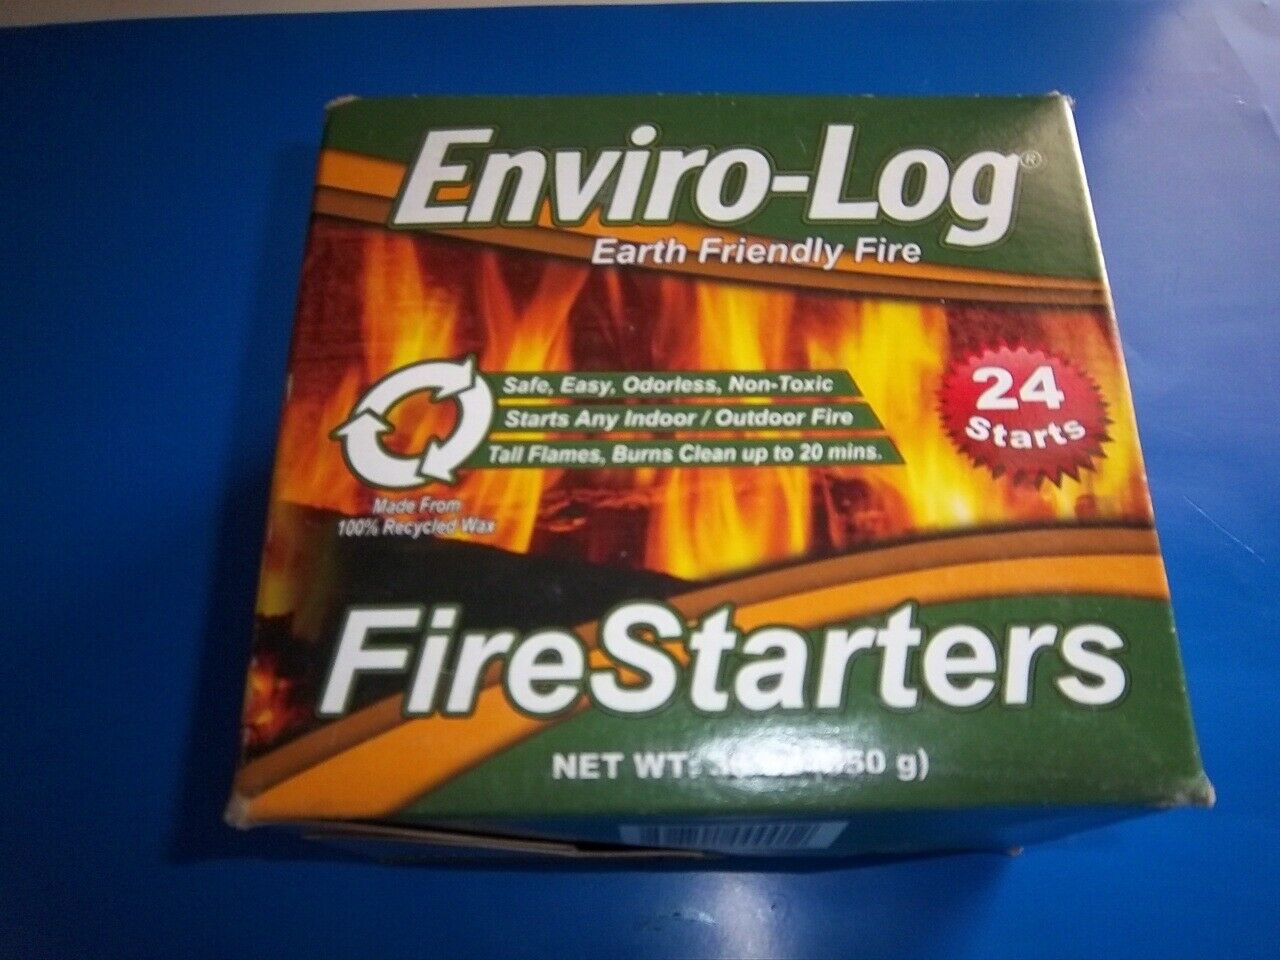 Enviro-Log®
Earth Friendly Fire
Safe, Easy, Odorless, Non-Toxic
Starts Any Indoor / Outdoor Fire
Tall Flames, Burns Clean up to 20 mins.
24
Starts
Made From
100% Recycled Wax
FireStarters
NET WT.